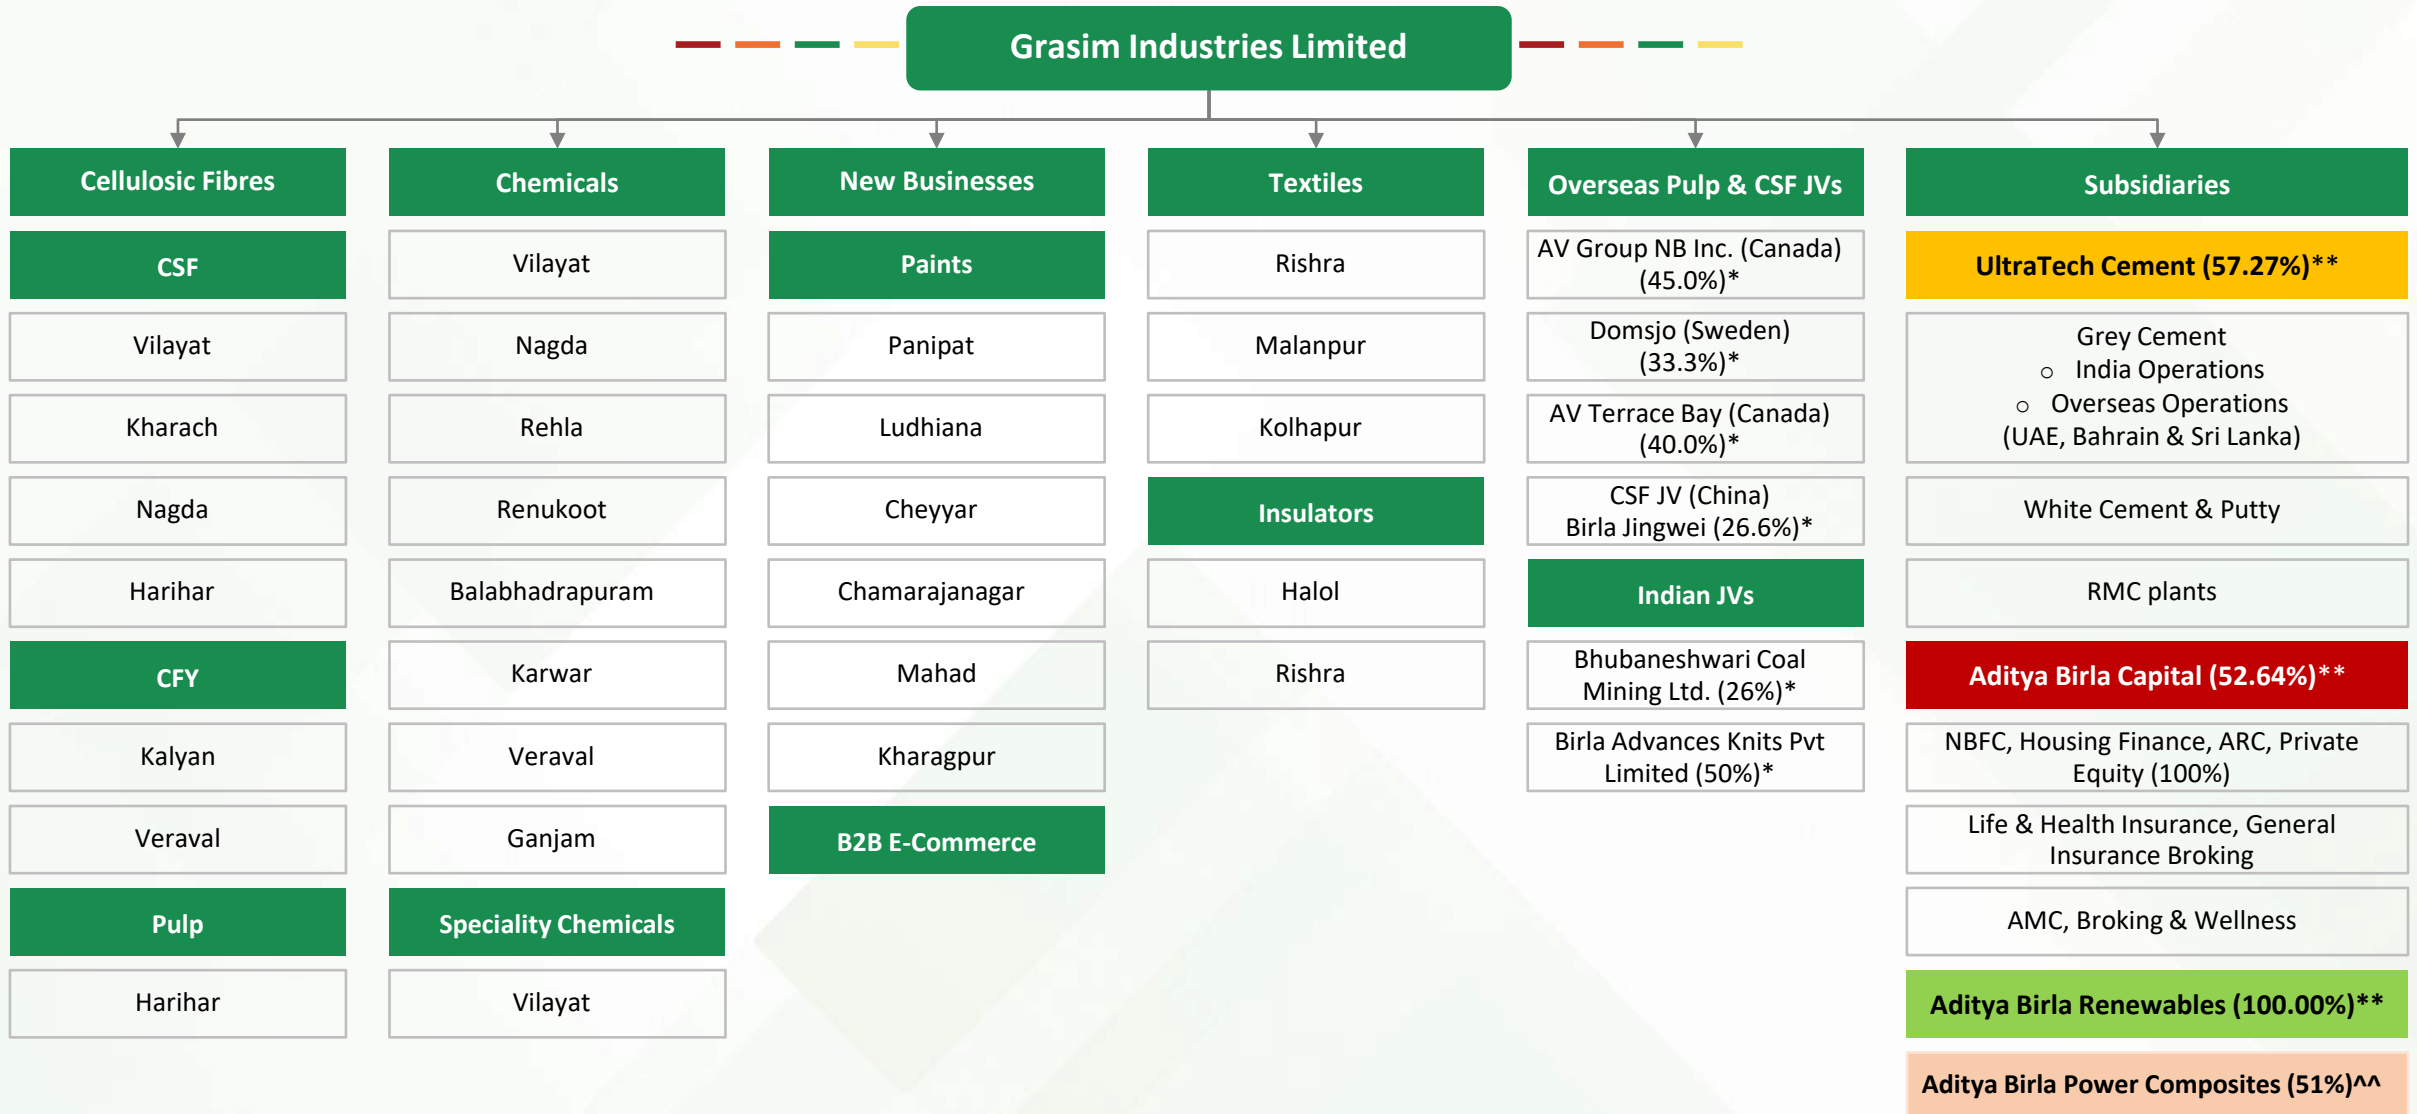 Grasim Industries Limited
Cellulosic Fibres
CSF
Vilayat
Kharach
Nagda
Harihar
CFY
Kalyan
Veraval
Pulp
Harihar
Chemicals
Vilayat
Nagda
Rehla
Renukoot
Balabhadrapuram
Karwar
Veraval
Ganjam
Speciality Chemicals
Vilayat
New Businesses
Paints
Panipat
Ludhiana
Cheyyar
Chamarajanagar
Mahad
Kharagpur
B2B E-Commerce
Textiles
Rishra
Malanpur
Kolhapur
Insulators
Halol
Rishra
Overseas Pulp & CSF JVs
AV Group NB Inc. (Canada)
(45.0%)*
Domsjo (Sweden)
(33.3%)*
AV Terrace Bay (Canada)
(40.0%)*
CSF JV (China)
Birla Jingwei (26.6%)*
Indian JVs
Bhubaneshwari Coal
Mining Ltd. (26%)*
Birla Advances Knits Pvt
Limited (50%)*
Subsidiaries
UltraTech Cement (57.27%)**
Grey Cement
o India Operations
o Overseas Operations
(UAE, Bahrain & Sri Lanka)
White Cement & Putty
RMC plants
Aditya Birla Capital (52.64%)**
NBFC, Housing Finance, ARC, Private
Equity (100%)
Life & Health Insurance, General
Insurance Broking
AMC, Broking & Wellness
Aditya Birla Renewables (100.00%)**
Aditya Birla Power Composites (51%)^^